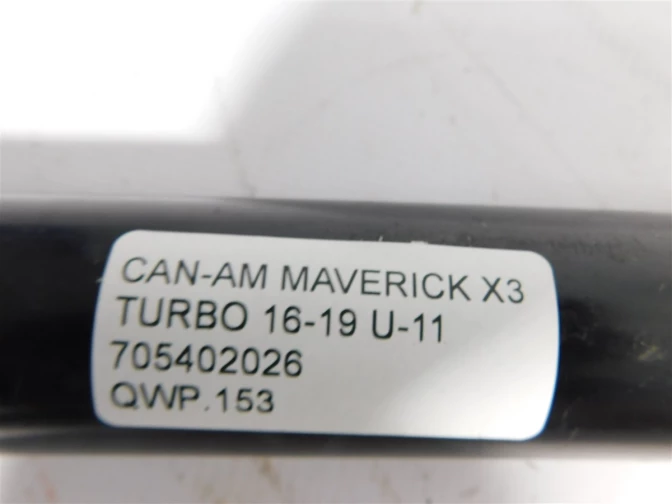 CAN-AM MAVERICK X3
TURBO 16-19 U-11
705402026
QWP.153